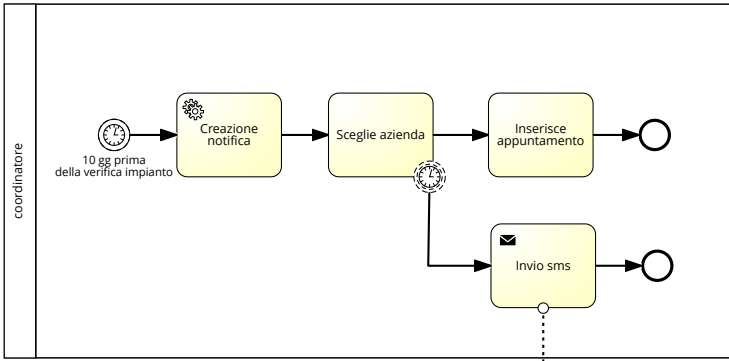 coordinatore
10 gg prima
della verifica impianto
Creazione
notifica
Sceglie azienda
Inserisce
appuntamento
Invio sms